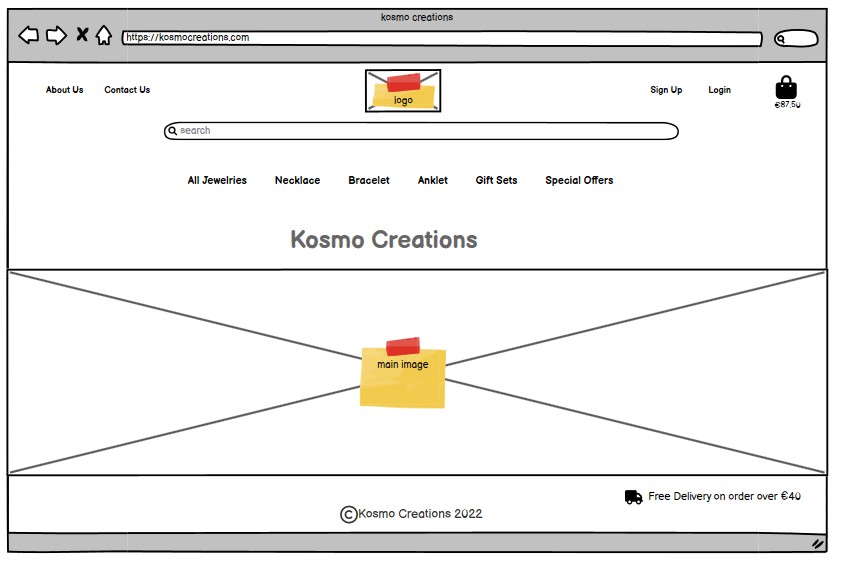 kosmo creations
https://kosmocreations.com
About Us Contact Us logo Sign Up Login
€87,50
search
All Jewelries Necklace Bracelet Anklet Gift Sets Special Offers
Kosmo Creations
main image
Free Delivery on order over €40
©Kosmo Creations 2022